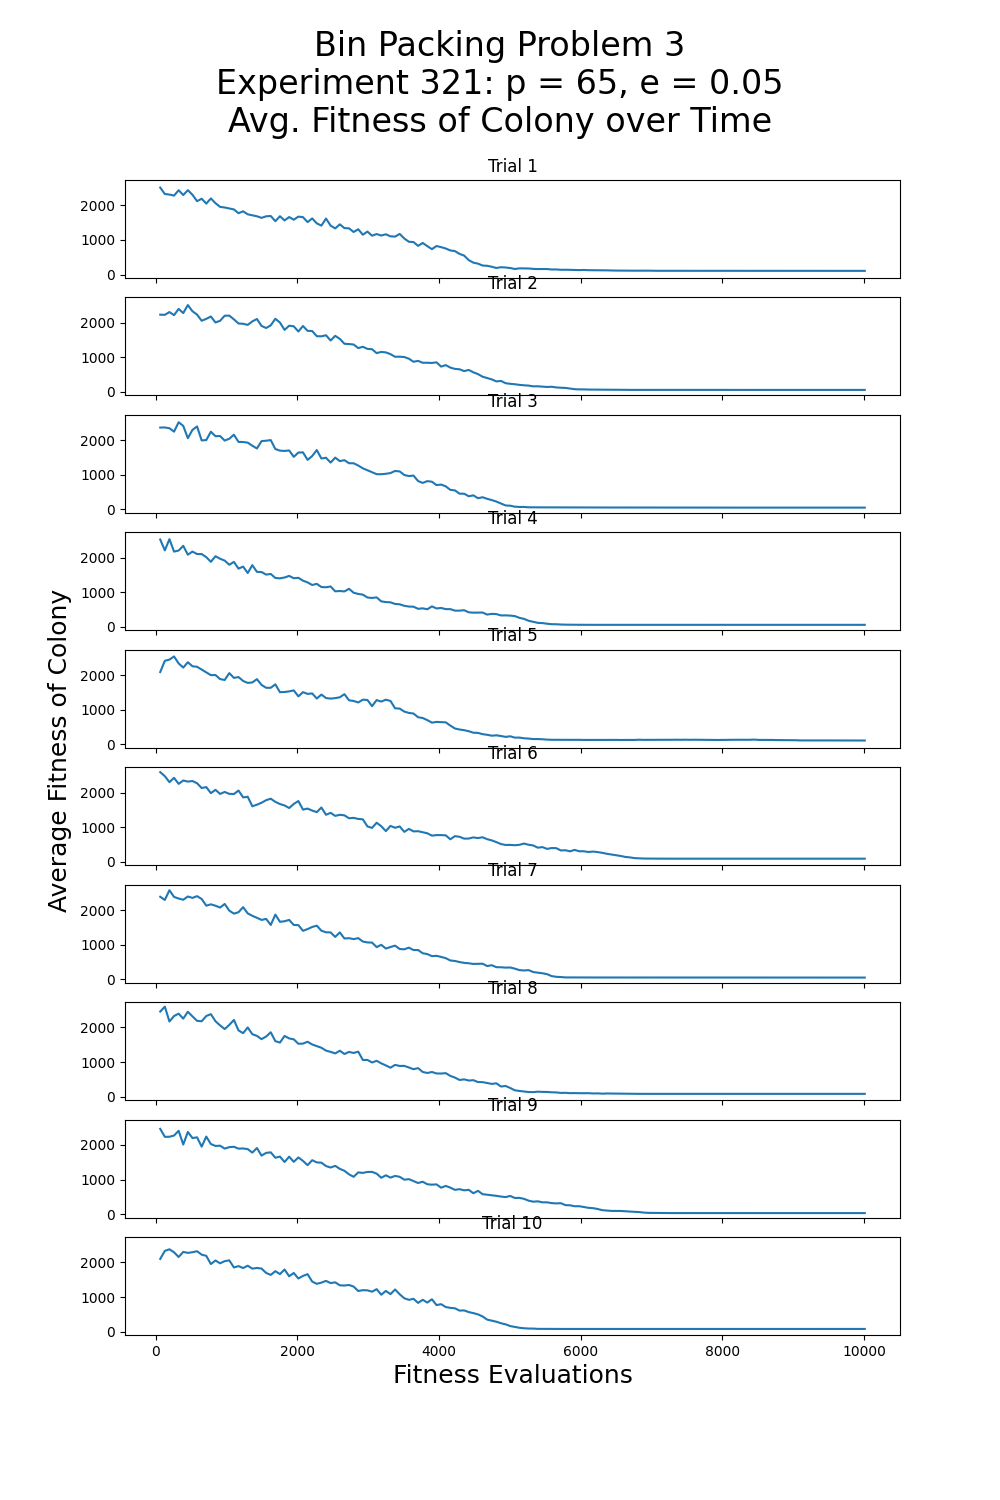 Bin Packing Problem 3
Experiment 321: p = 65, e = 0.05
Avg. Fitness of Colony over Time
Trial 1
2000
1000
0
Trial 2
2000
1000
0
Trial 3
2000
1000
0
Trial 4
2000
1000
0
Trial 5
2000
1000
0
Trial 6
2000
1000
0
Trial 7
2000
1000
0
Trial 8
2000
1000
0
Trial 9
2000
1000
0
Trial 10
2000
1000
0
0 2000 4000 6000 8000 10000
Fitness Evaluations
Average Fitness of Colony